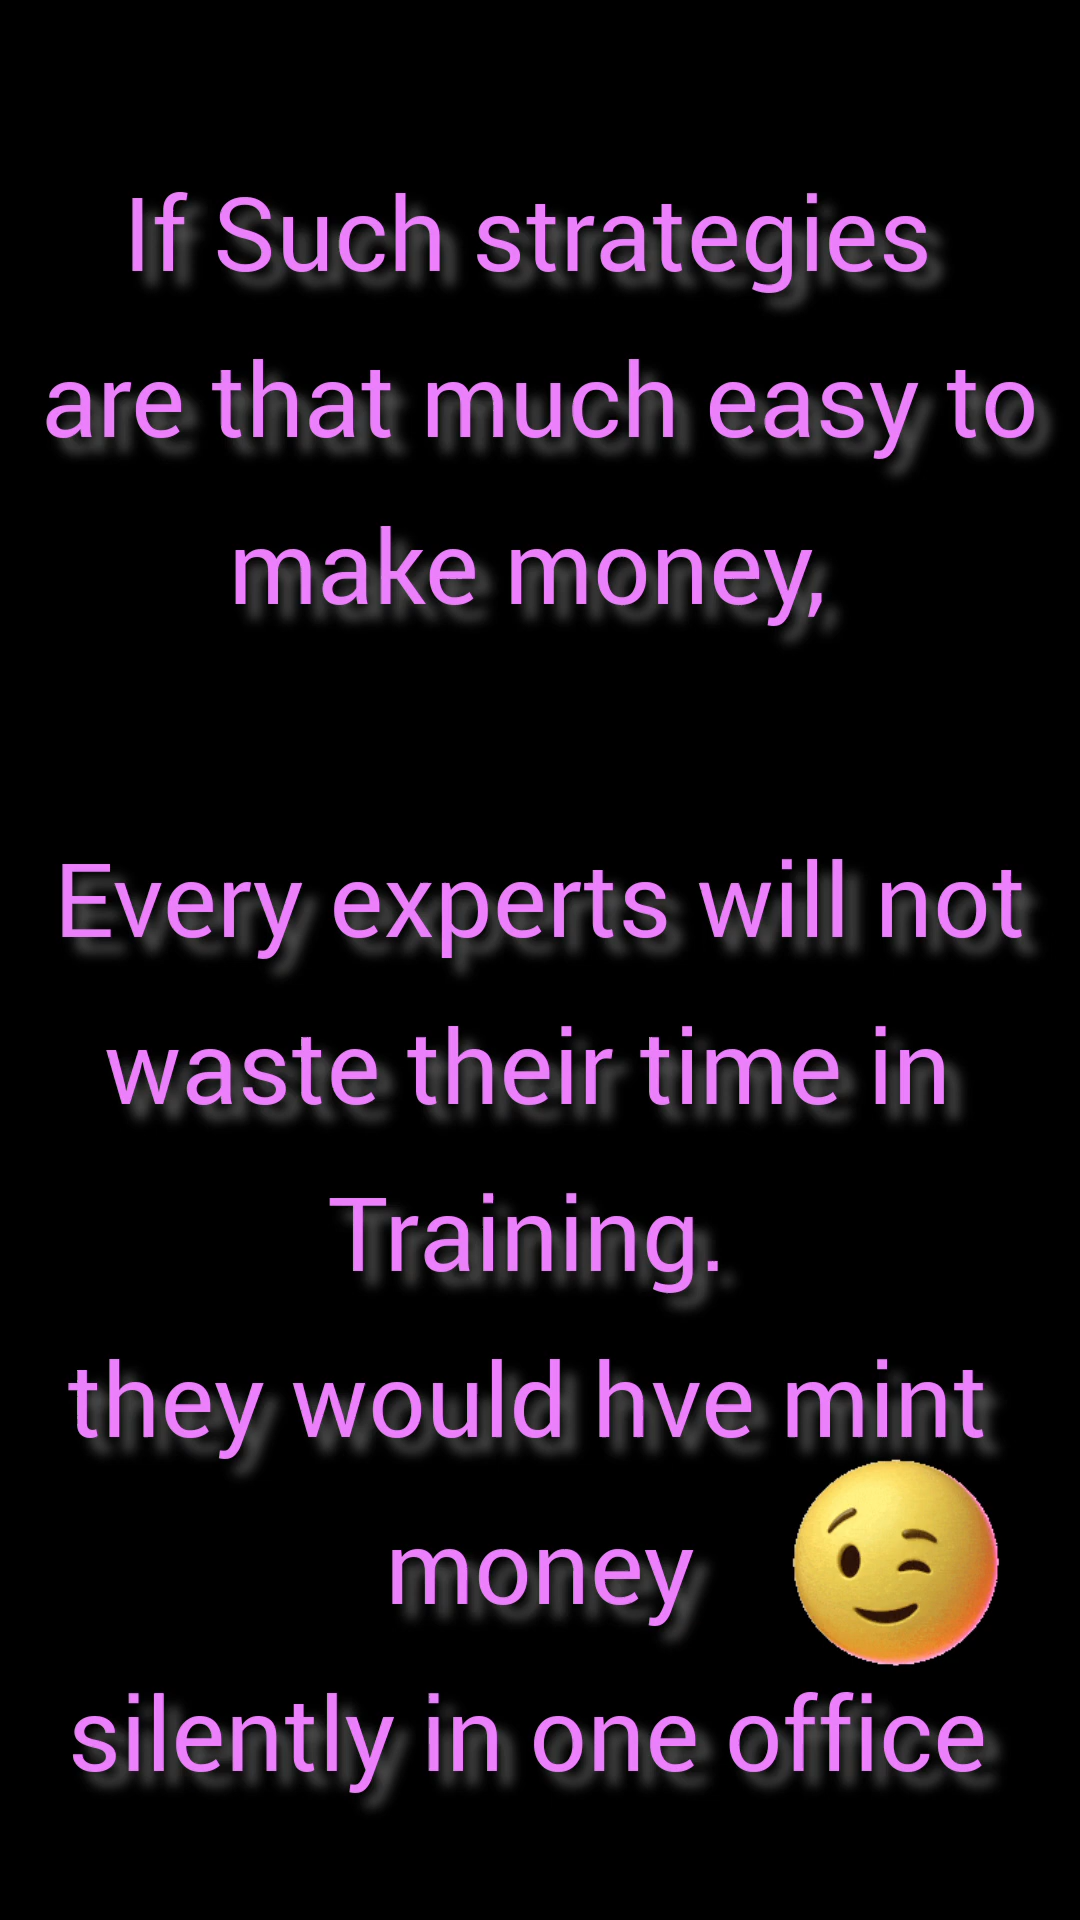 If Such strategies
are that much easy to
make money,
Every experts will not
waste their time in
Training.
they would hve mint
money
silently in one office